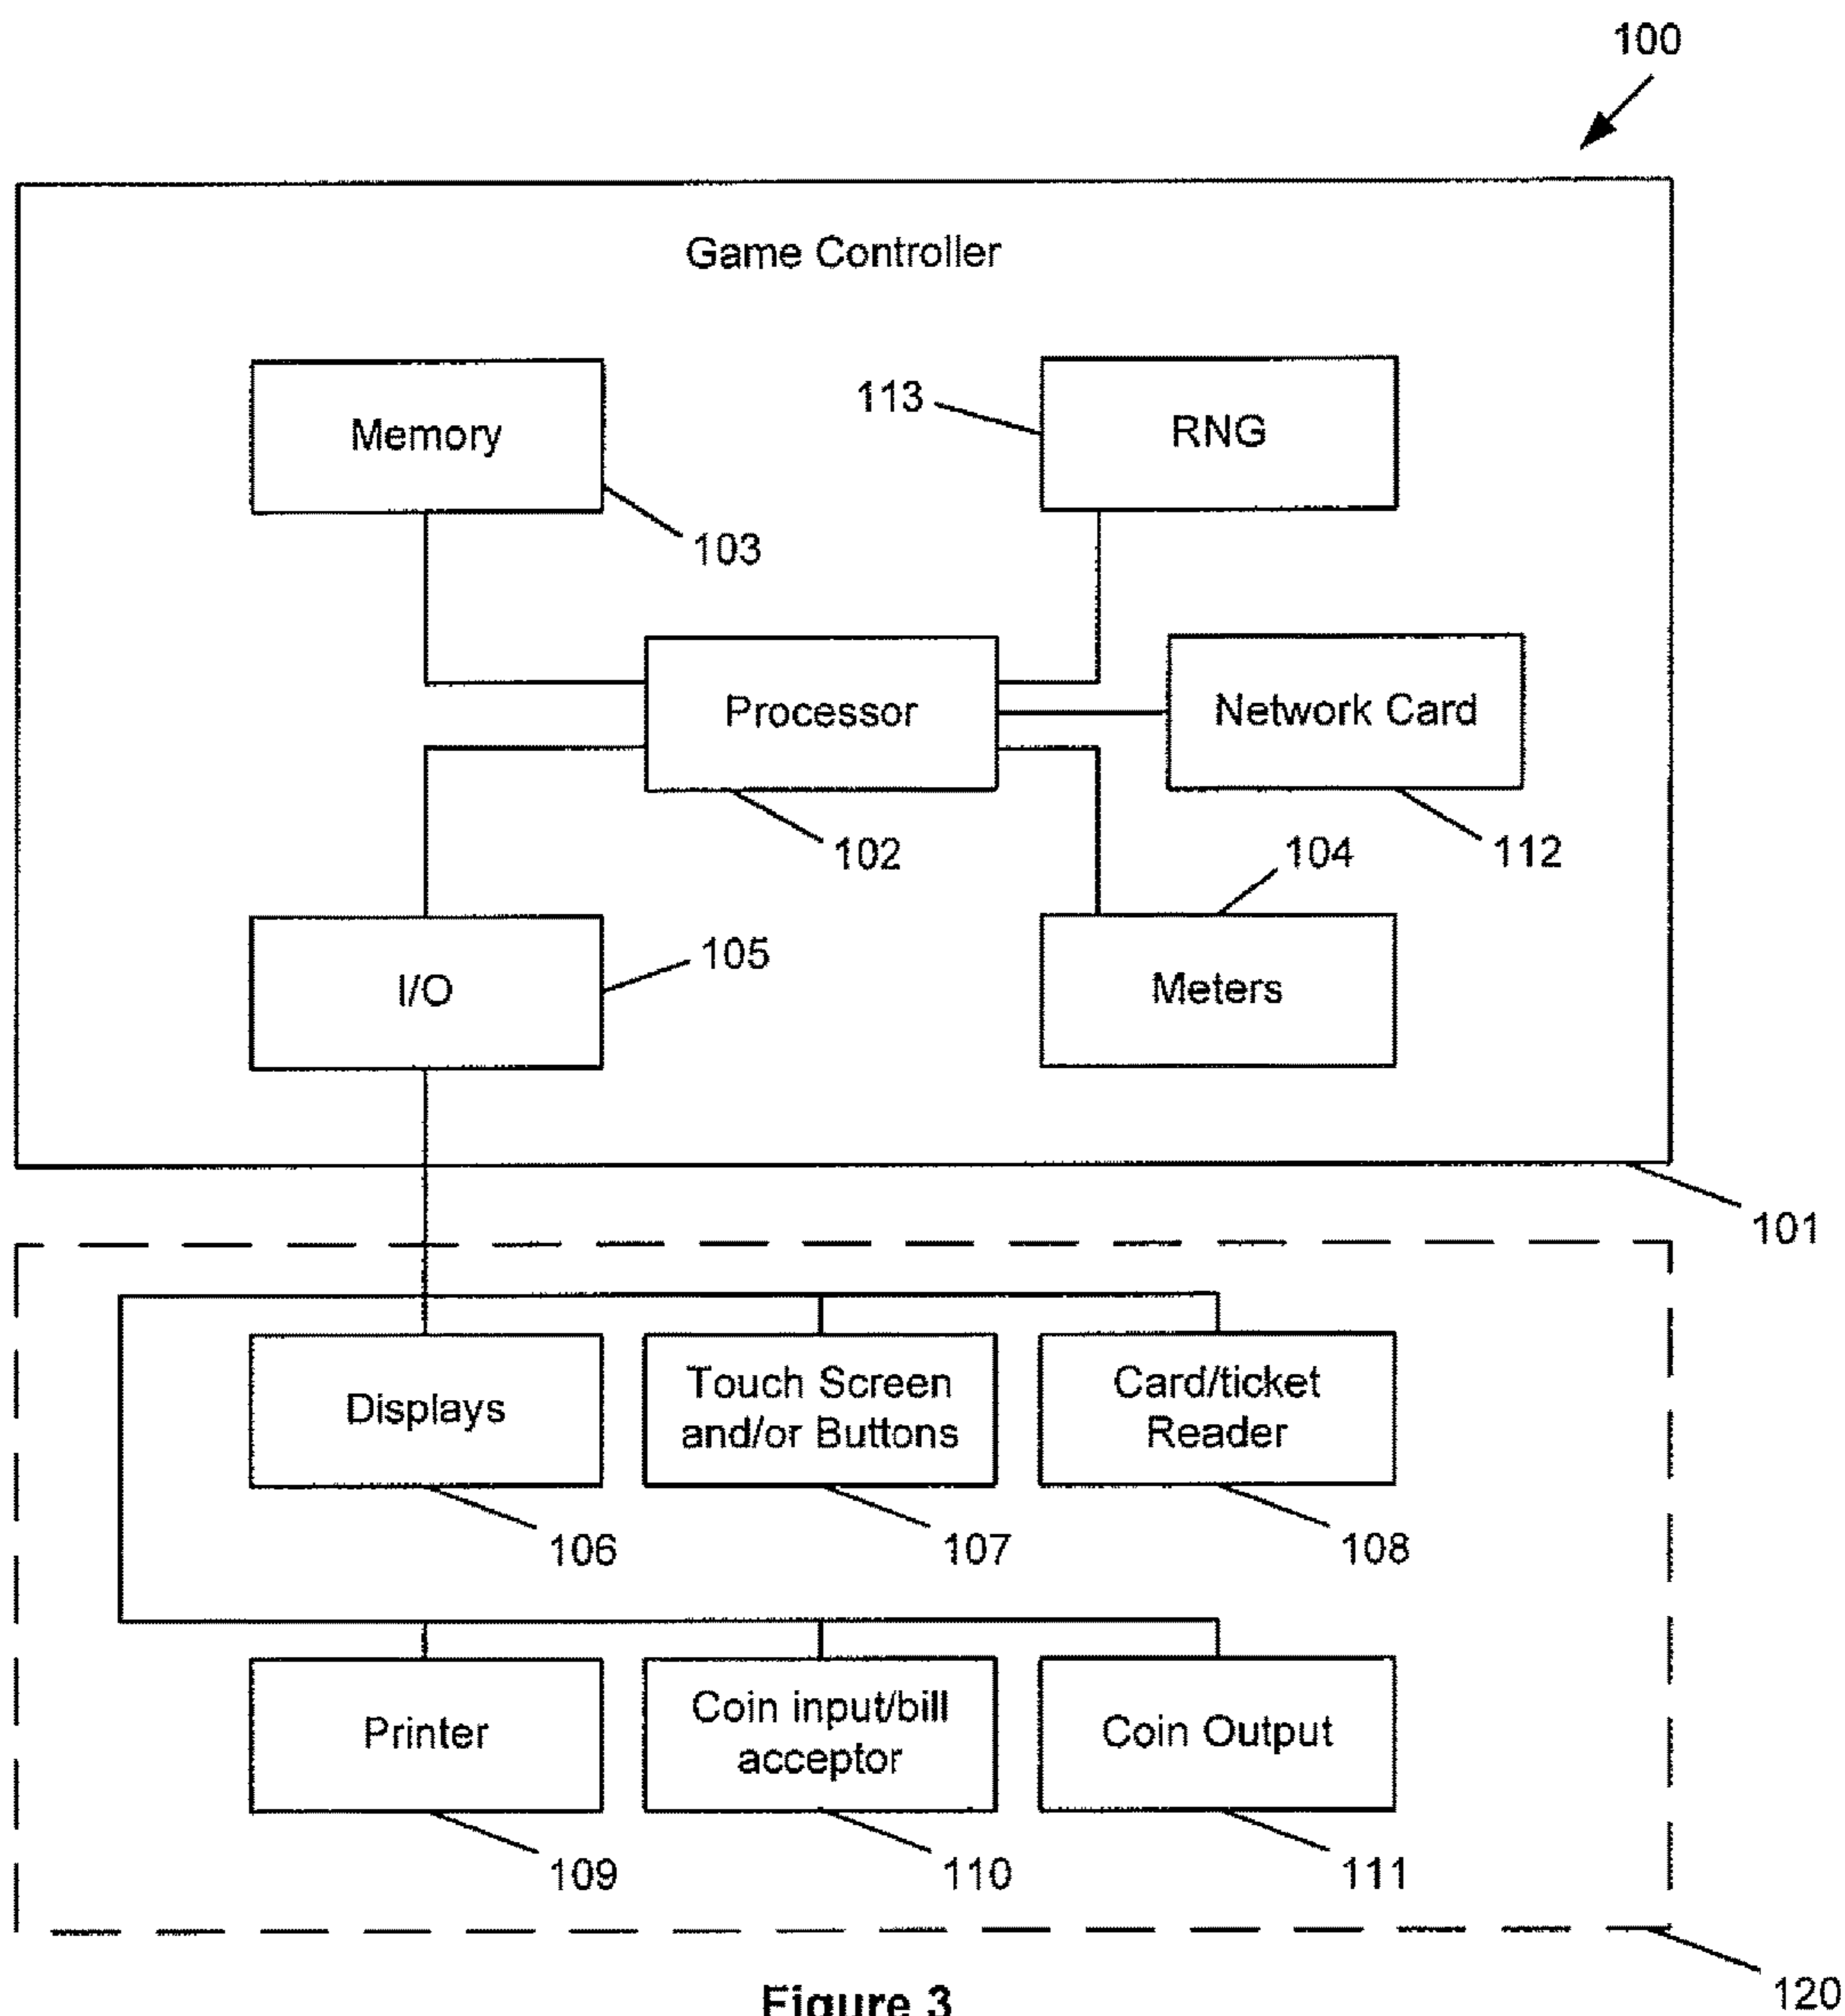 100
Game Controller
Memory
113
RNG
103
Processor
Network Card
102
104
112
I/O
105
Meters
101
Displays
Touch Screen
and/or Buttons
Card/ticket
Reader
106
107
108
Printer
Coin input/bill
acceptor
Coin Output
109
110
111
120
Figure 3